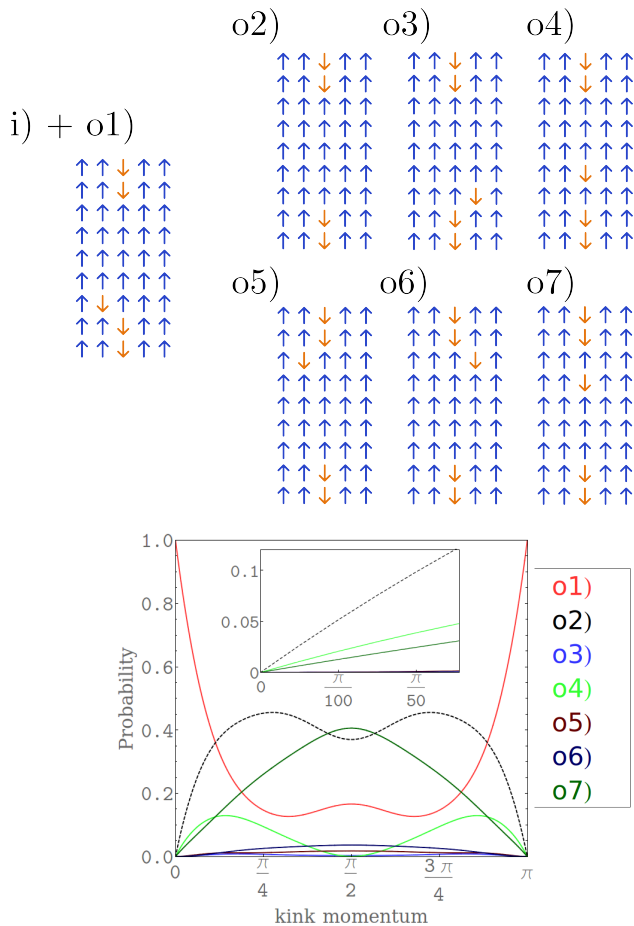 o2) o3) o4)
i) + o1)
o5) o6) o7)
1.0
0.8
0.6
0.4
0.2
0.0
Probability
0.1
0.05
0
0 π/100 π/50
0 π/4 π/2 3π/4 π
kink momentum
o1)
o2)
o3)
o4)
o5)
o6)
o7)